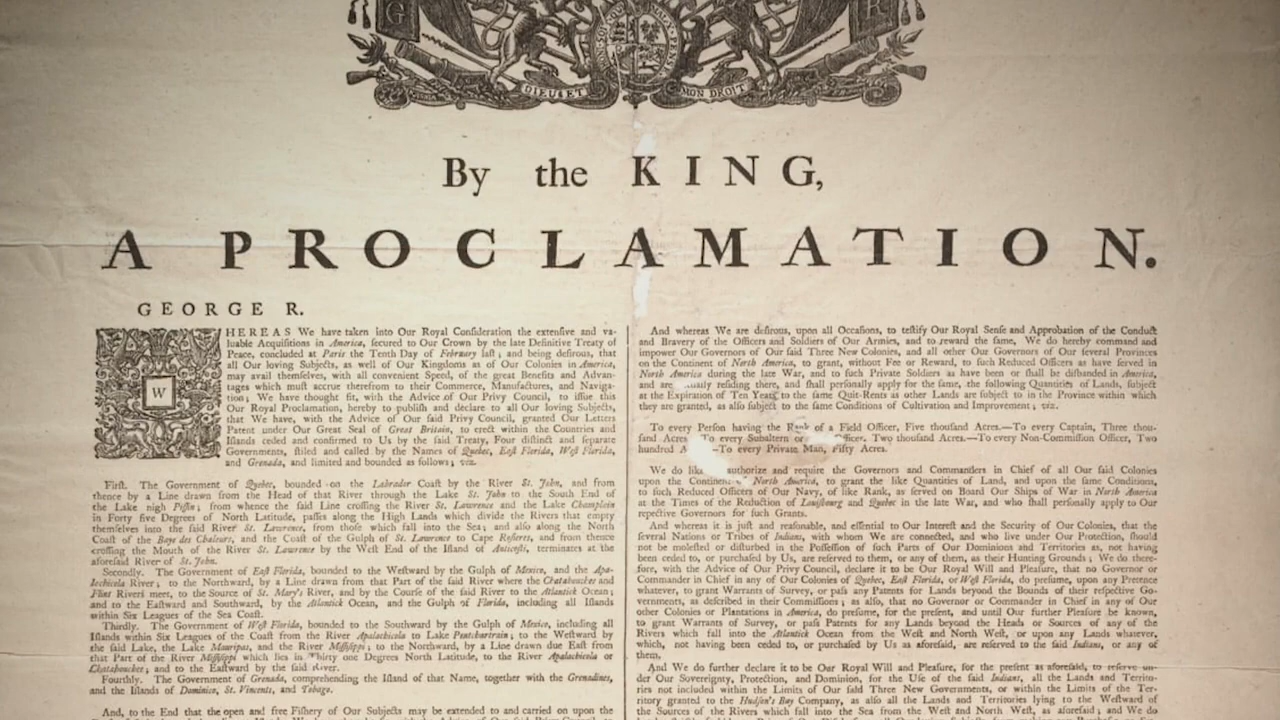 G R
DIEU ET MON DROIT
By the KING,
A PROCLAMATION.
GEORGE R.
WHEREAS We have taken into Our Royal Consideration the extensive and va-
luable Acquisitions in America, secured to Our Crown by the late Definitive Treaty of
Peace, concluded at Paris the Tenth Day of February last; and being desirous, that
all Our loving Subjects, as well of Our Kingdoms as of Our Colonies in America,
may avail themselves, with all convenient Speed, of the great Benefits and Advan-
tages which must accrue therefrom to their Commerce, Manufactures, and Naviga-
tion; We have thought fit, with the Advice of Our Privy Council, to issue this
Our Royal Proclamation, hereby to publish and declare to all Our loving Subjects,
that We have, with the Advice of Our said Privy Council, granted Our Letters
Patent under Our Great Seal of Great Britain, to erect within the Countries and
Islands ceded and confirmed to Us by the said Treaty, Four distinct and separate
Governments, stiled and called by the Names of Quebec, East Florida, West Florida,
and Grenada, and limited and bounded as follows; viz.
First. The Government of Quebec, bounded on the Labrador Coast by the River St. John, and from
thence by a Line drawn from the Head of that River through the Lake St. John to the South End of
the Lake nigh Pissin; from whence the said Line crossing the River St. Lawrence and the Lake Champlain
in Forty five Degrees of North Latitude, passes along the High Lands which divide the Rivers that empty
themselves into the said River St. Lawrence, from those which fall into the Sea; and also along the North
Coast of the Baye des Chaleurs, and the Coast of the Gulph of St. Lawrence to Cape Rosieres, and from thence
crossing the Mouth of the River St. Lawrence by the West End of the Island of Anticosti, terminates at the
aforesaid River of St. John.
Secondly. The Government of East Florida, bounded to the Westward by the Gulph of Mexico, and the Apa-
lachicola River; to the Northward, by a Line drawn from that Part of the said River where the Chatahouchee and
Flint Rivers meet, to the Source of St. Mary's River, and by the Course of the said River to the Atlantick Ocean;
and to the Eastward and Southward, by the Atlantick Ocean, and the Gulph of Florida, including all Islands
within Six Leagues of the Sea Coast.
Thirdly. The Government of West Florida, bounded to the Southward by the Gulph of Mexico, including all
Islands within Six Leagues of the Coast from the River Apalachicola to Lake Pontchartrain; to the Westward by
the said Lake, the Lake Maurepas, and the River Mississippi; to the Northward, by a Line drawn due East from
that Part of the River Mississippi which lies in Thirty one Degrees North Latitude, to the River Apalachicola or
Chatahouchee; and to the Eastward by the said River.
Fourthly. The Government of Grenada, comprehending the Island of that Name, together with the Grenadines,
and the Islands of Dominico, St. Vincents, and Tobago.
And, to the End that the open and free Fishery of Our Subjects may be extended to and carried on upon the
And whereas We are desirous, upon all Occasions, to testify Our Royal Sense and Approbation of the Conduct
and Bravery of the Officers and Soldiers of Our Armies, and to reward the same, We do hereby command and
impower Our Governors of Our said Three New Colonies, and all other Our Governors of Our several Provinces
on the Continent of North America, to grant, without Fee or Reward, to such Reduced Officers as have served in
North America during the late War, and to such Private Soldiers as have been or shall be disbanded in America,
and are ually residing there, and shall personally apply for the same, the following Quantities of Lands, subject
at the Expiration of Ten Years to the same Quit-Rents as other Lands are subject to in the Province within which
they are granted, as also subject to the same Conditions of Cultivation and Improvement; viz.
To every Person having the Rank of a Field Officer, Five thousand Acres.—To every Captain, Three thou-
sand Acres To every Subaltern or fficer, Two thousand Acres.—To every Non-Commission Officer, Two
hundred A —To every Private Man, Fifty Acres.
We do lik authorize and require the Governors and Commanders in Chief of all Our said Colonies
upon the Continent North America, to grant the like Quantities of Land, and upon the same Conditions,
to such Reduced Officers of Our Navy, of like Rank, as served on Board Our Ships of War in North America
at the Times of the Reduction of Louisbourg and Quebec in the late War, and who shall personally apply to Our
respective Governors for such Grants.
And whereas it is just and reasonable, and essential to Our Interest and the Security of Our Colonies, that the
several Nations or Tribes of Indians, with whom We are connected, and who live under Our Protection, should
not be molested or disturbed in the Possession of such Parts of Our Dominions and Territories as, not having
been ceded to, or purchased by Us, are reserved to them, or any of them, as their Hunting Grounds; We do there-
fore, with the Advice of Our Privy Council, declare it to be Our Royal Will and Pleasure, that no Governor or
Commander in Chief in any of Our Colonies of Quebec, East Florida, or West Florida, do presume, upon any Pretence
whatever, to grant Warrants of Survey, or pass any Patents for Lands beyond the Bounds of their respective Go-
vernments, as described in their Commissions; as also, that no Governor or Commander in Chief in any of Our
other Colonies or Plantations in America, do presume, for the present, and until Our further Pleasure be known,
to grant Warrants of Survey, or pass Patents for any Lands beyond the Heads or Sources of any of the
Rivers which fall into the Atlantick Ocean from the West and North West, or upon any Lands whatever,
which, not having been ceded to, or purchased by Us as aforesaid, are reserved to the said Indians, or any of
them.
And We do further declare it to be Our Royal Will and Pleasure, for the present as aforesaid, to reserve un-
der Our Sovereignty, Protection, and Dominion, for the Use of the said Indians, all the Lands and Territo-
ries not included within the Limits of Our said Three New Governments, or within the Limits of the Ter-
ritory granted to the Hudson's Bay Company, as also all the Lands and Territories lying to the Westward of
the Sources of the Rivers which fall into the Sea from the West and North West, as aforesaid; and We do